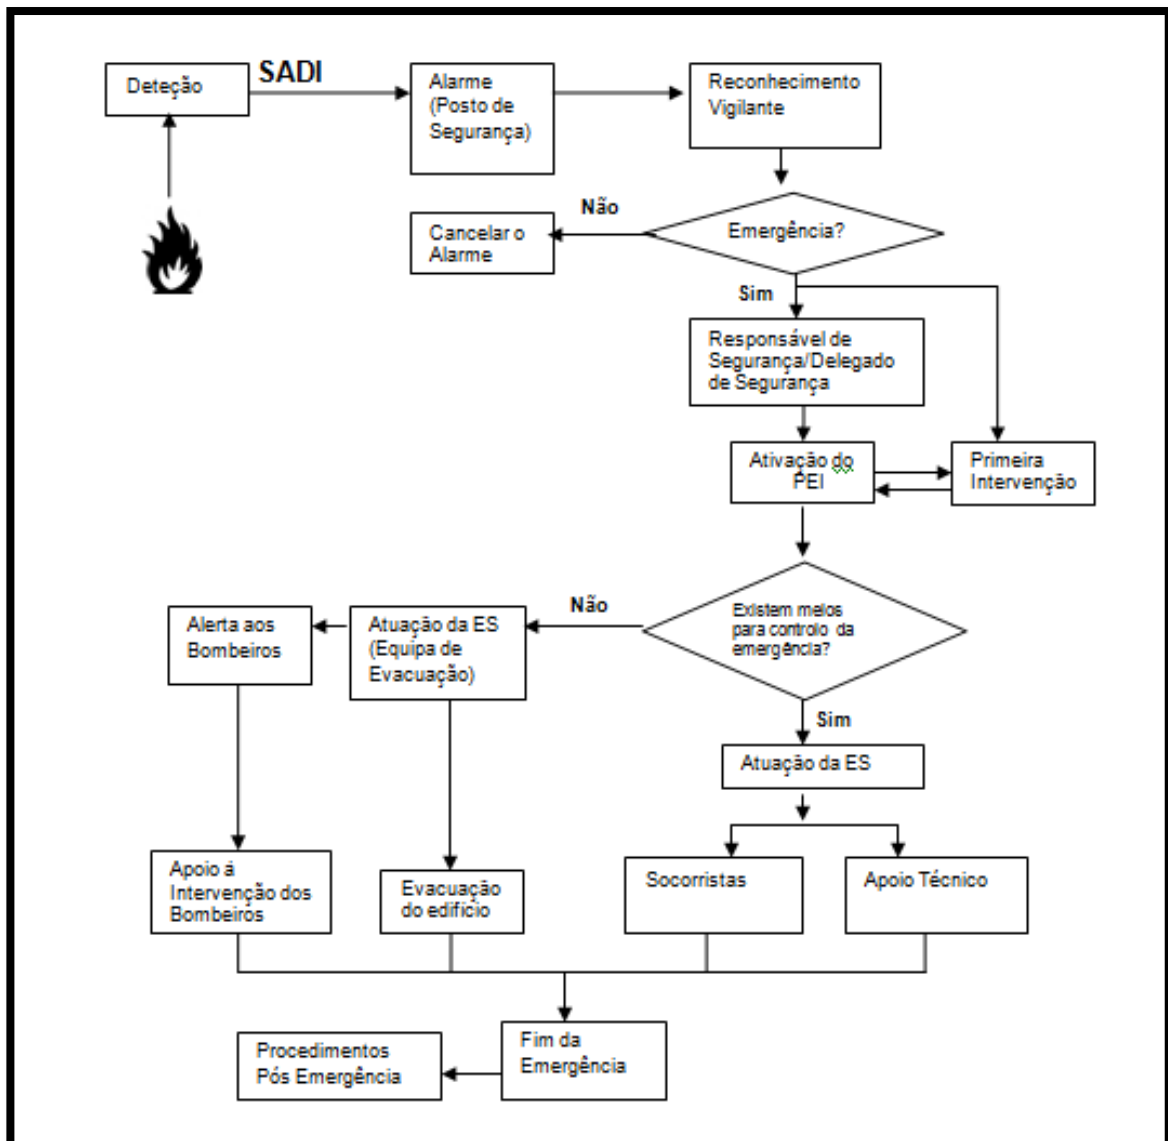 Deteção
SADI
Alarme
(Posto de
Segurança)
Reconhecimento
Vigilante
Não
Cancelar o
Alarme
Emergência?
Sim
Responsável de
Segurança/Delegado
de Segurança
Ativação do
PEI
Primeira
Intervenção
Existem meios
para controlo da
emergência?
Não
Atuação da ES
(Equipa de
Evacuação)
Alerta aos
Bombeiros
Sim
Atuação da ES
Apoio á
Intervenção dos
Bombeiros
Evacuação
do edifício
Socorristas
Apoio Técnico
Fim da
Emergência
Procedimentos
Pós Emergência